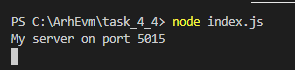 PS C:\ArhEvm\task_4_4> node index.js
My server on port 5015